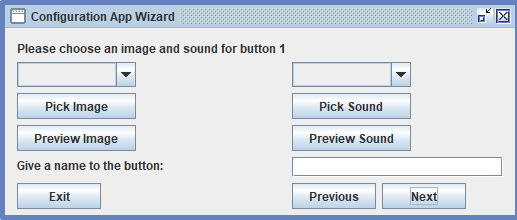 Configuration App Wizard
Please choose an image and sound for button 1
Pick Image Pick Sound
Preview Image Preview Sound
Give a name to the button:
Exit Previous Next